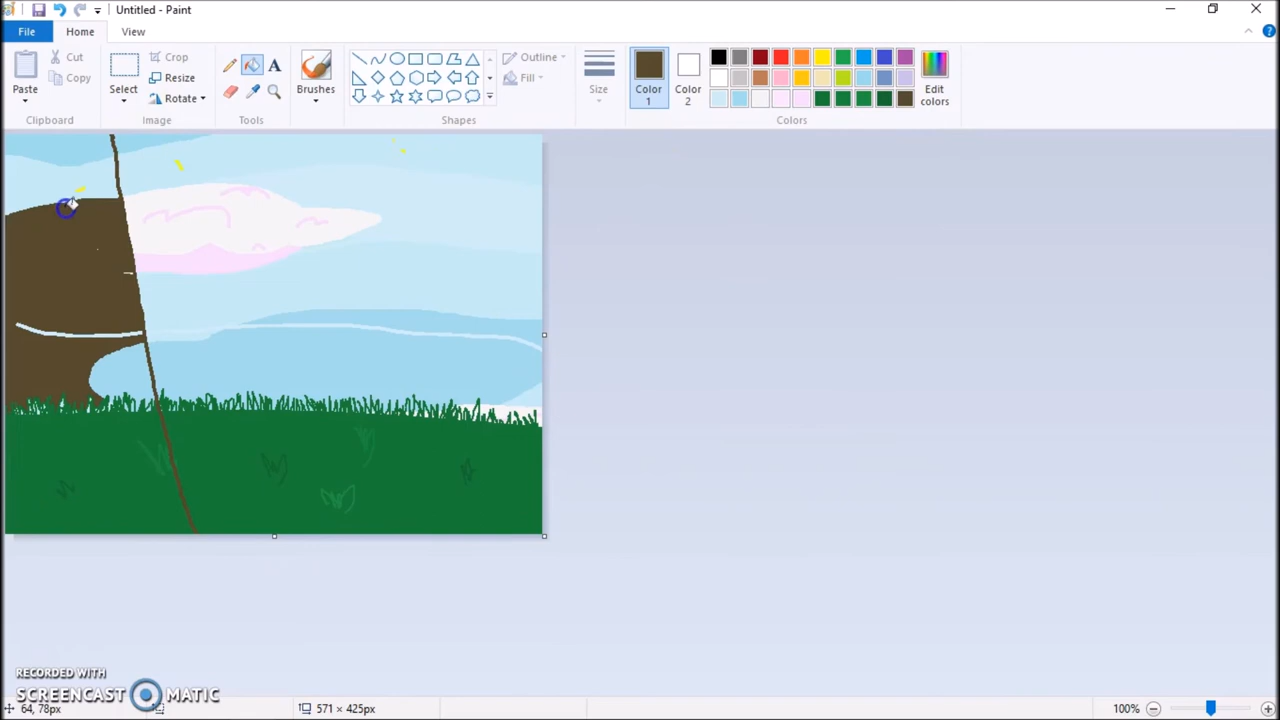 Untitled - Paint
File Home View
Paste
Cut
Copy
Clipboard
Select
Crop
Resize
Rotate
Image
A
Tools
Brushes
Shapes
Outline
Fill
Size
Color 1
Color 2
Edit colors
Colors
RECORDED WITH
SCREENCAST MATIC
64, 78px
571 × 425px
100%